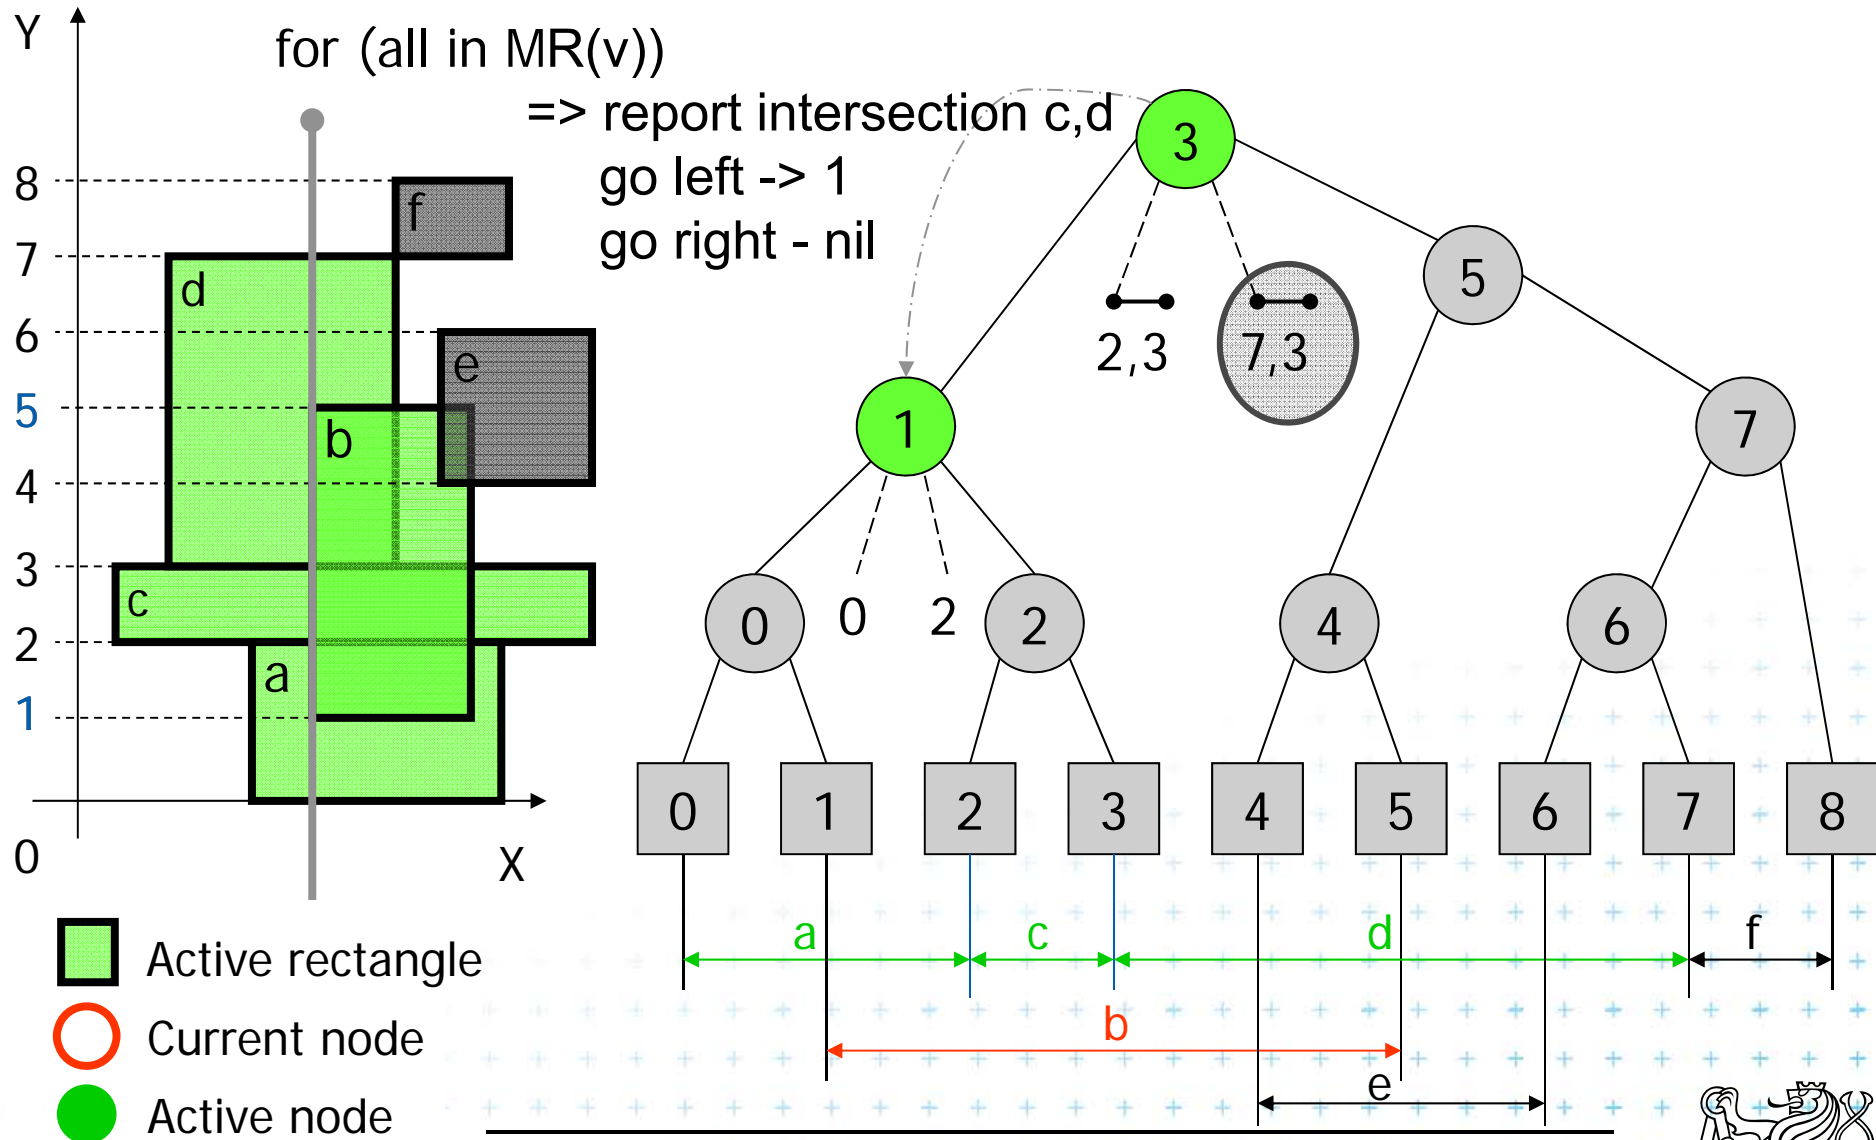 Y
for (all in MR(v))
=> report intersection c,d
go left -> 1
go right - nil
8
7
6
5
4
3
2
1
0
X
f
d
e
b
c
a
3
5
2,3
7,3
1
7
0
0
2
2
4
6
0 1 2 3 4 5 6 7 8
a c d f
b
e
Active rectangle
Current node
Active node